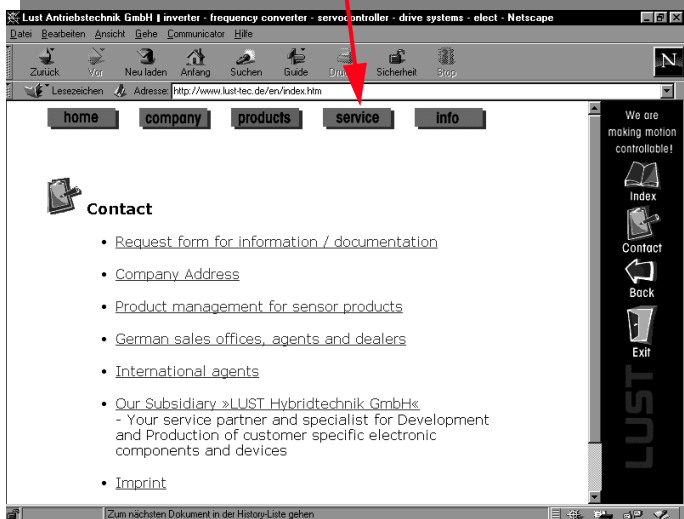 Lust Antriebstechnik GmbH | inverter - frequency converter - servocontroller - drive systems - elect - Netscape
Datei Bearbeiten Ansicht Gehe Communicator Hilfe
Zurück Vor Neu laden Anfang Suchen Guide Sicherheit Stop
Lesezeichen Adresse: http://www.lust-tec.de/en/index.htm
home company products service info
We are
making motion
controllable!
Index
Contact
Back
Exit
LUST
Contact
• Request form for information / documentation
• Company Address
• Product management for sensor products
• German sales offices, agents and dealers
• International agents
• Our Subsidiary »LUST Hybridtechnik GmbH«
- Your service partner and specialist for Development
and Production of customer specific electronic
components and devices
• Imprint
Zum nächsten Dokument in der History-Liste gehen